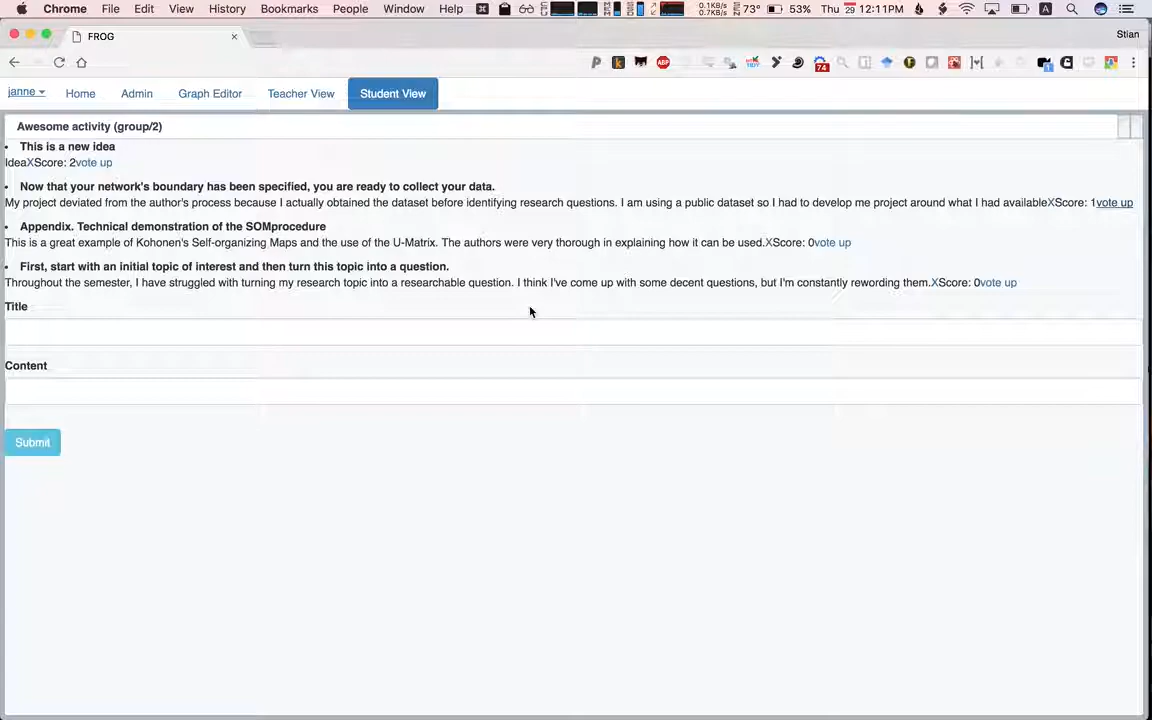 Chrome File Edit View History Bookmarks People Window Help 0.1KB/s 0.7KB/s 73° 53% Thu 29 12:11PM A
FROG
Stian
ABP 74
janne Home Admin Graph Editor Teacher View Student View
Awesome activity (group/2)
This is a new idea
IdeaXScore: 2vote up
Now that your network's boundary has been specified, you are ready to collect your data.
My project deviated from the author's process because I actually obtained the dataset before identifying research questions. I am using a public dataset so I had to develop me project around what I had availableXScore: 1vote up
Appendix. Technical demonstration of the SOMprocedure
This is a great example of Kohonen's Self-organizing Maps and the use of the U-Matrix. The authors were very thorough in explaining how it can be used.XScore: 0vote up
First, start with an initial topic of interest and then turn this topic into a question.
Throughout the semester, I have struggled with turning my research topic into a researchable question. I think I've come up with some decent questions, but I'm constantly rewording them.XScore: 0vote up
Title
Content
Submit